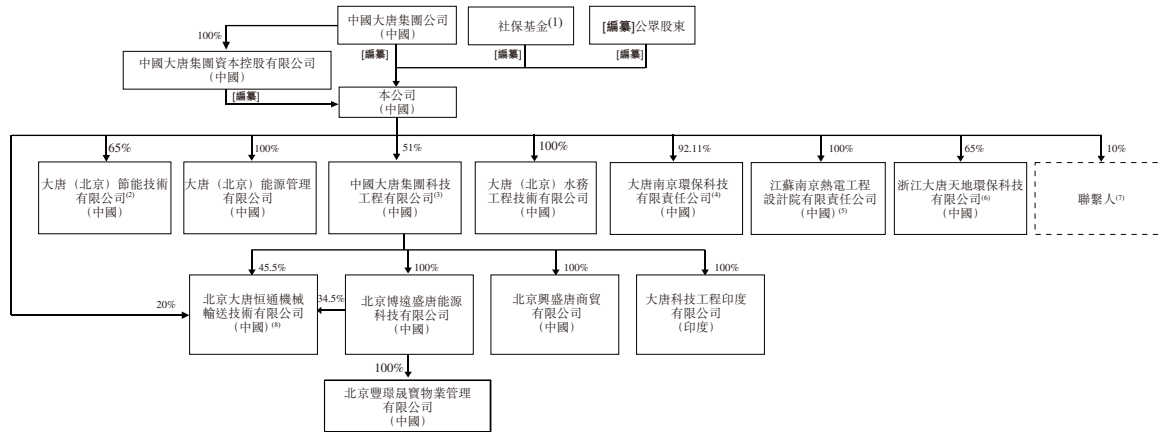 中國大唐集團公司
(中國)
社保基金(1)
[編纂]公眾股東
100%
[編纂]
[編纂]
[編纂]
中國大唐集團資本控股有限公司
(中國)
[編纂]
本公司
(中國)
65%
100%
51%
100%
92.11%
100%
65%
10%
大唐(北京)節能技術
有限公司(2)
(中國)
大唐(北京)能源管理
有限公司
(中國)
中國大唐集團科技
工程有限公司(3)
(中國)
大唐(北京)水務
工程技術有限公司
(中國)
大唐南京環保科技
有限責任公司(4)
(中國)
江蘇南京熱電工程
設計院有限責任公司
(中國)(5)
浙江大唐天地環保科技
有限公司(6)
(中國)
聯繫人(7)
45.5%
100%
100%
100%
20%
北京大唐恒通機械
輸送技術有限公司
(中國)(8)
34.5%
北京博遠盛唐能源
科技有限公司
(中國)
北京興盛唐商貿
有限公司
(中國)
大唐科技工程印度
有限公司
(印度)
100%
北京豐璟晟寶物業管理
有限公司
(中國)